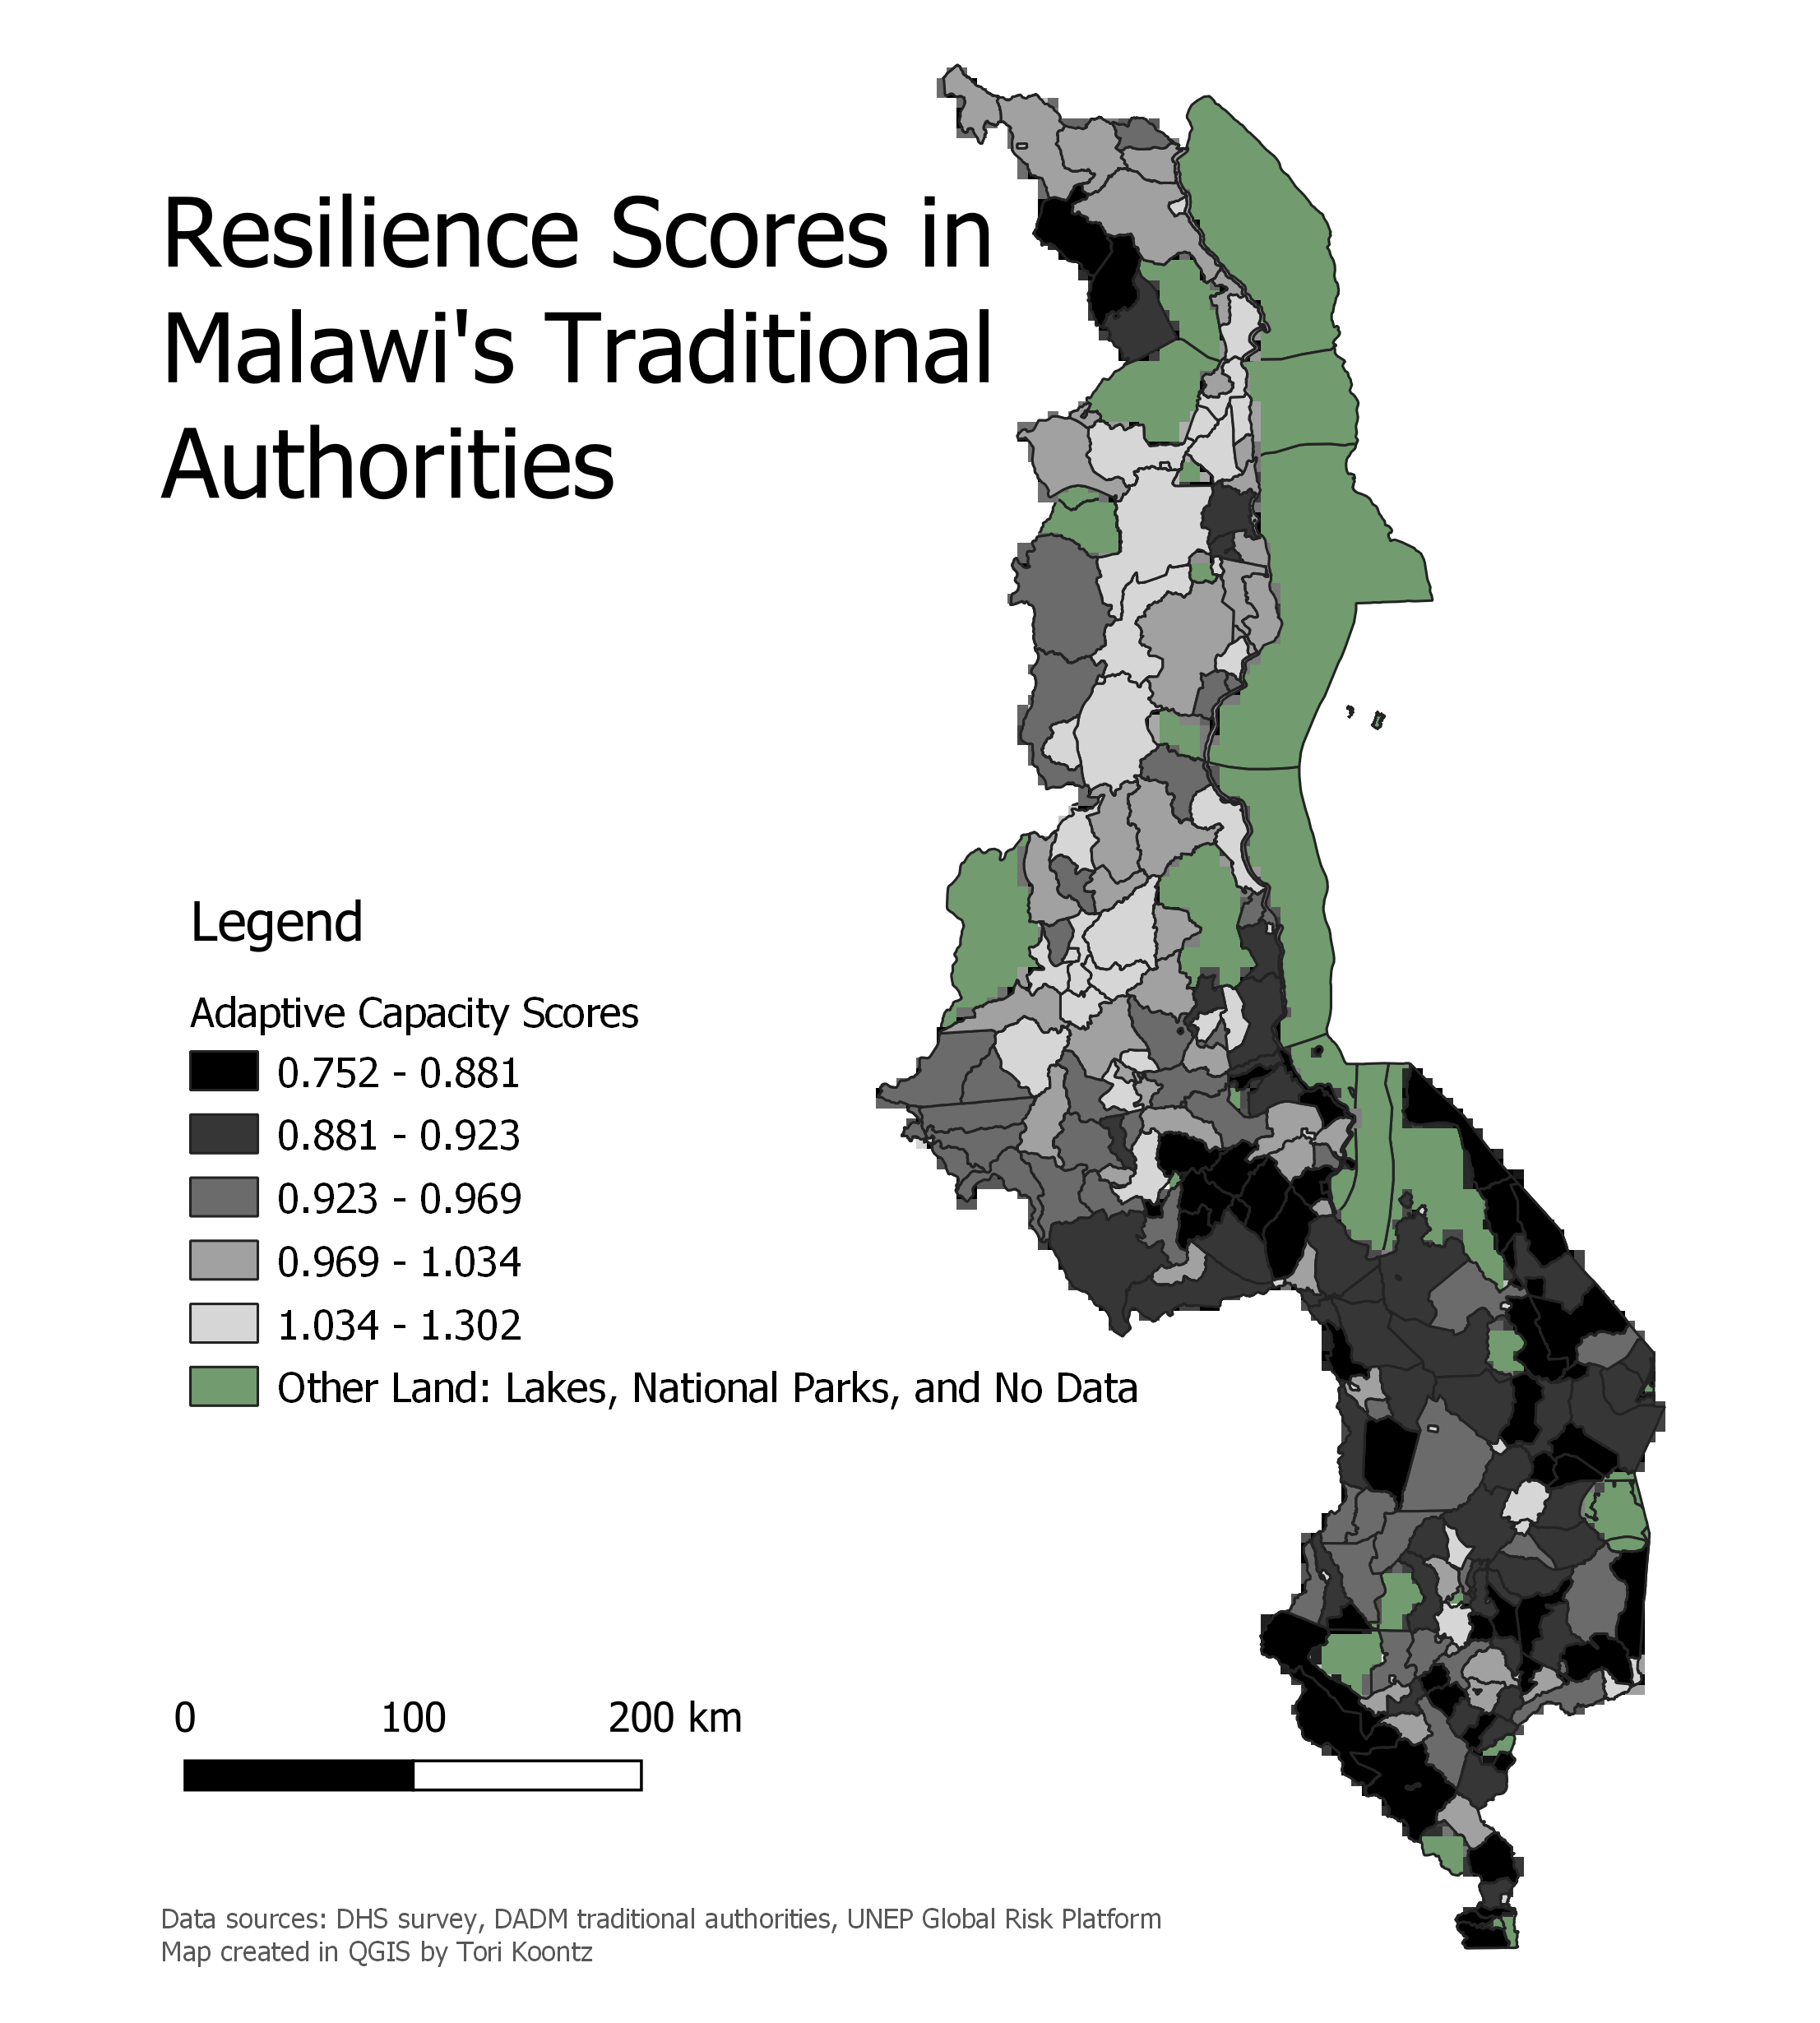 Resilience Scores in
Malawi's Traditional
Authorities
Legend
Adaptive Capacity Scores
0.752 - 0.881
0.881 - 0.923
0.923 - 0.969
0.969 - 1.034
1.034 - 1.302
Other Land: Lakes, National Parks, and No Data
0 100 200 km
Data sources: DHS survey, DADM traditional authorities, UNEP Global Risk Platform
Map created in QGIS by Tori Koontz